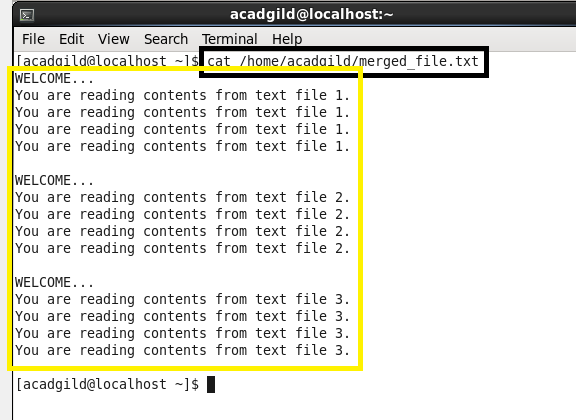 acadgild@localhost:~
File Edit View Search Terminal Help
[acadgild@localhost ~]$ cat /home/acadgild/merged_file.txt
WELCOME...
You are reading contents from text file 1.
You are reading contents from text file 1.
You are reading contents from text file 1.
You are reading contents from text file 1.
WELCOME...
You are reading contents from text file 2.
You are reading contents from text file 2.
You are reading contents from text file 2.
You are reading contents from text file 2.
WELCOME...
You are reading contents from text file 3.
You are reading contents from text file 3.
You are reading contents from text file 3.
You are reading contents from text file 3.
[acadgild@localhost ~]$